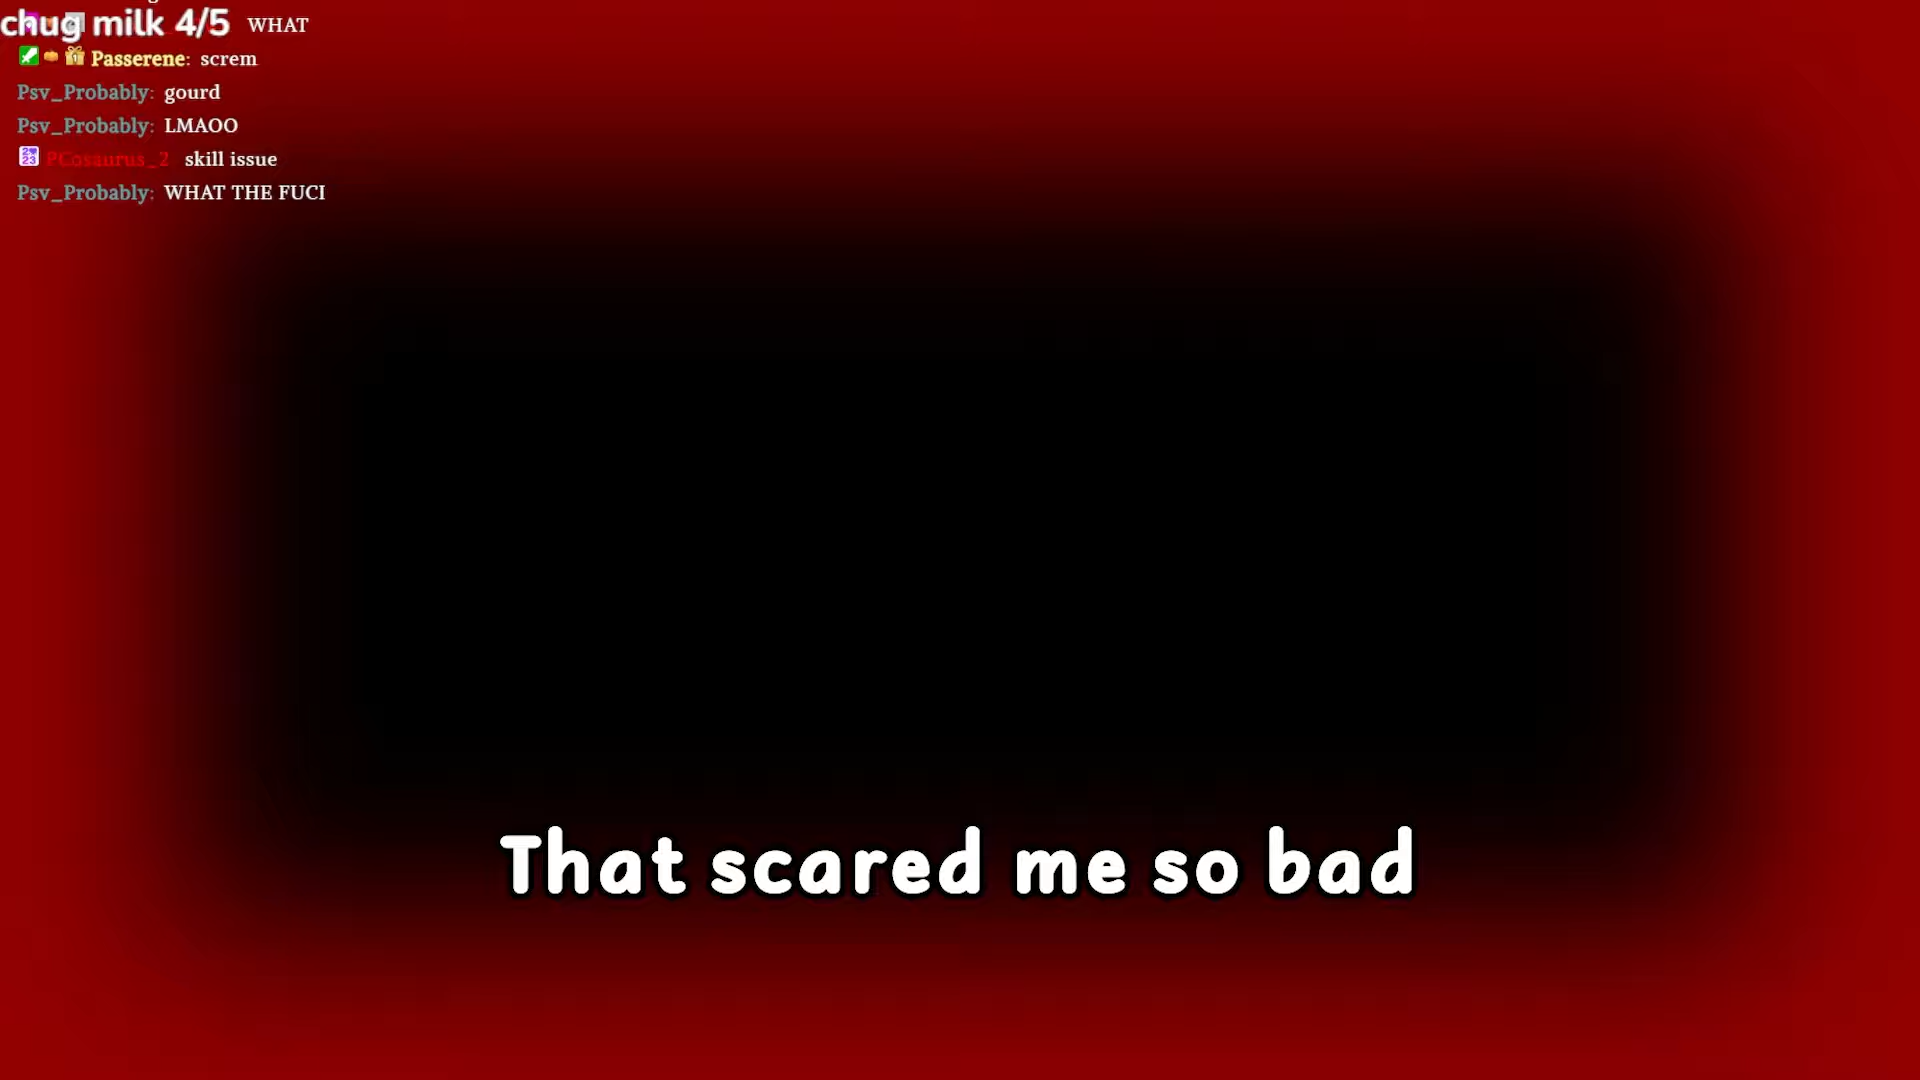 chug milk 4/5 WHAT
Passerene: screm
Psv_Probably: gourd
Psv_Probably: LMAOO
PCosaurus_2 skill issue
Psv_Probably: WHAT THE FUCI
That scared me so bad